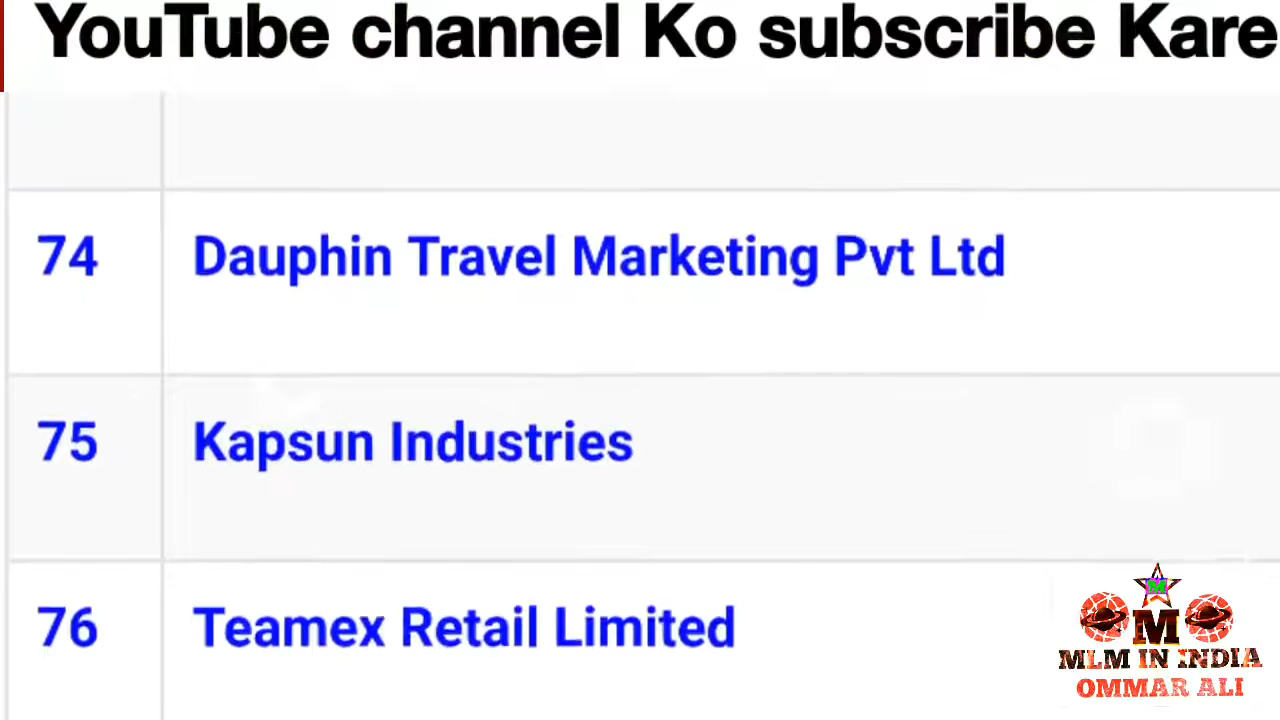 YouTube channel Ko subscribe Kare
74 Dauphin Travel Marketing Pvt Ltd
75 Kapsun Industries
76 Teamex Retail Limited
M
M
MLM IN INDIA
OMMAR ALI